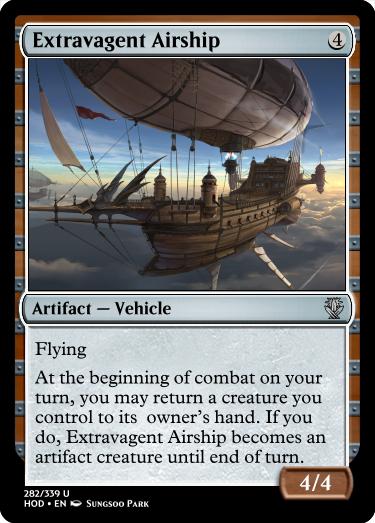 Extravagent Airship 4
Artifact — Vehicle
Flying
At the beginning of combat on your
turn, you may return a creature you
control to its  owner's hand. If you
do, Extravagent Airship becomes an
artifact creature until end of turn.
4/4
282/339 U
HOD • EN Sungsoo Park